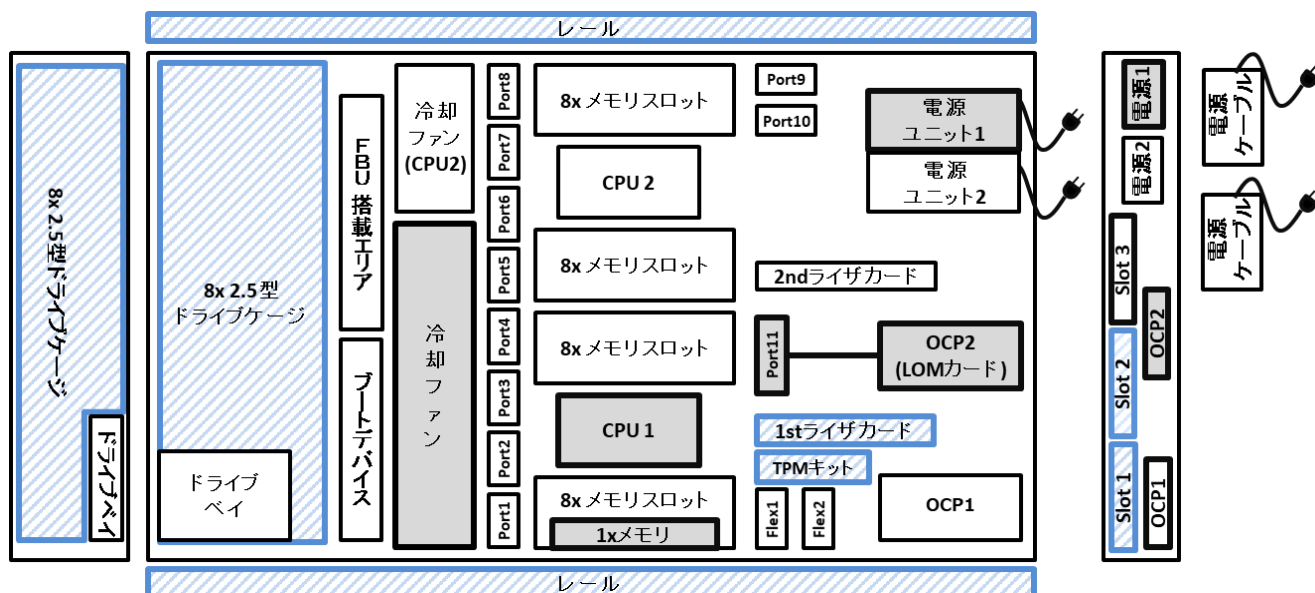 レール
8x 2.5型ドライブケージ
ドライブベイ
8x 2.5型
ドライブケージ
ドライブ
ベイ
FBU 搭載エリア
ブートデバイス
冷却
ファン
(CPU2)
冷却ファン
Port8
Port7
Port6
Port5
Port4
Port3
Port2
Port1
8x メモリスロット
CPU 2
8x メモリスロット
8x メモリスロット
CPU 1
8x メモリスロット
1xメモリ
Port9
Port10
電源
ユニット1
電源
ユニット2
2ndライザカード
Port11
OCP2
(LOMカード)
1stライザカード
TPMキット
Flex1
Flex2
OCP1
レール
電源1
電源2
Slot 3
OCP2
Slot 2
Slot 1
OCP1
電源
ケーブル
電源
ケーブル